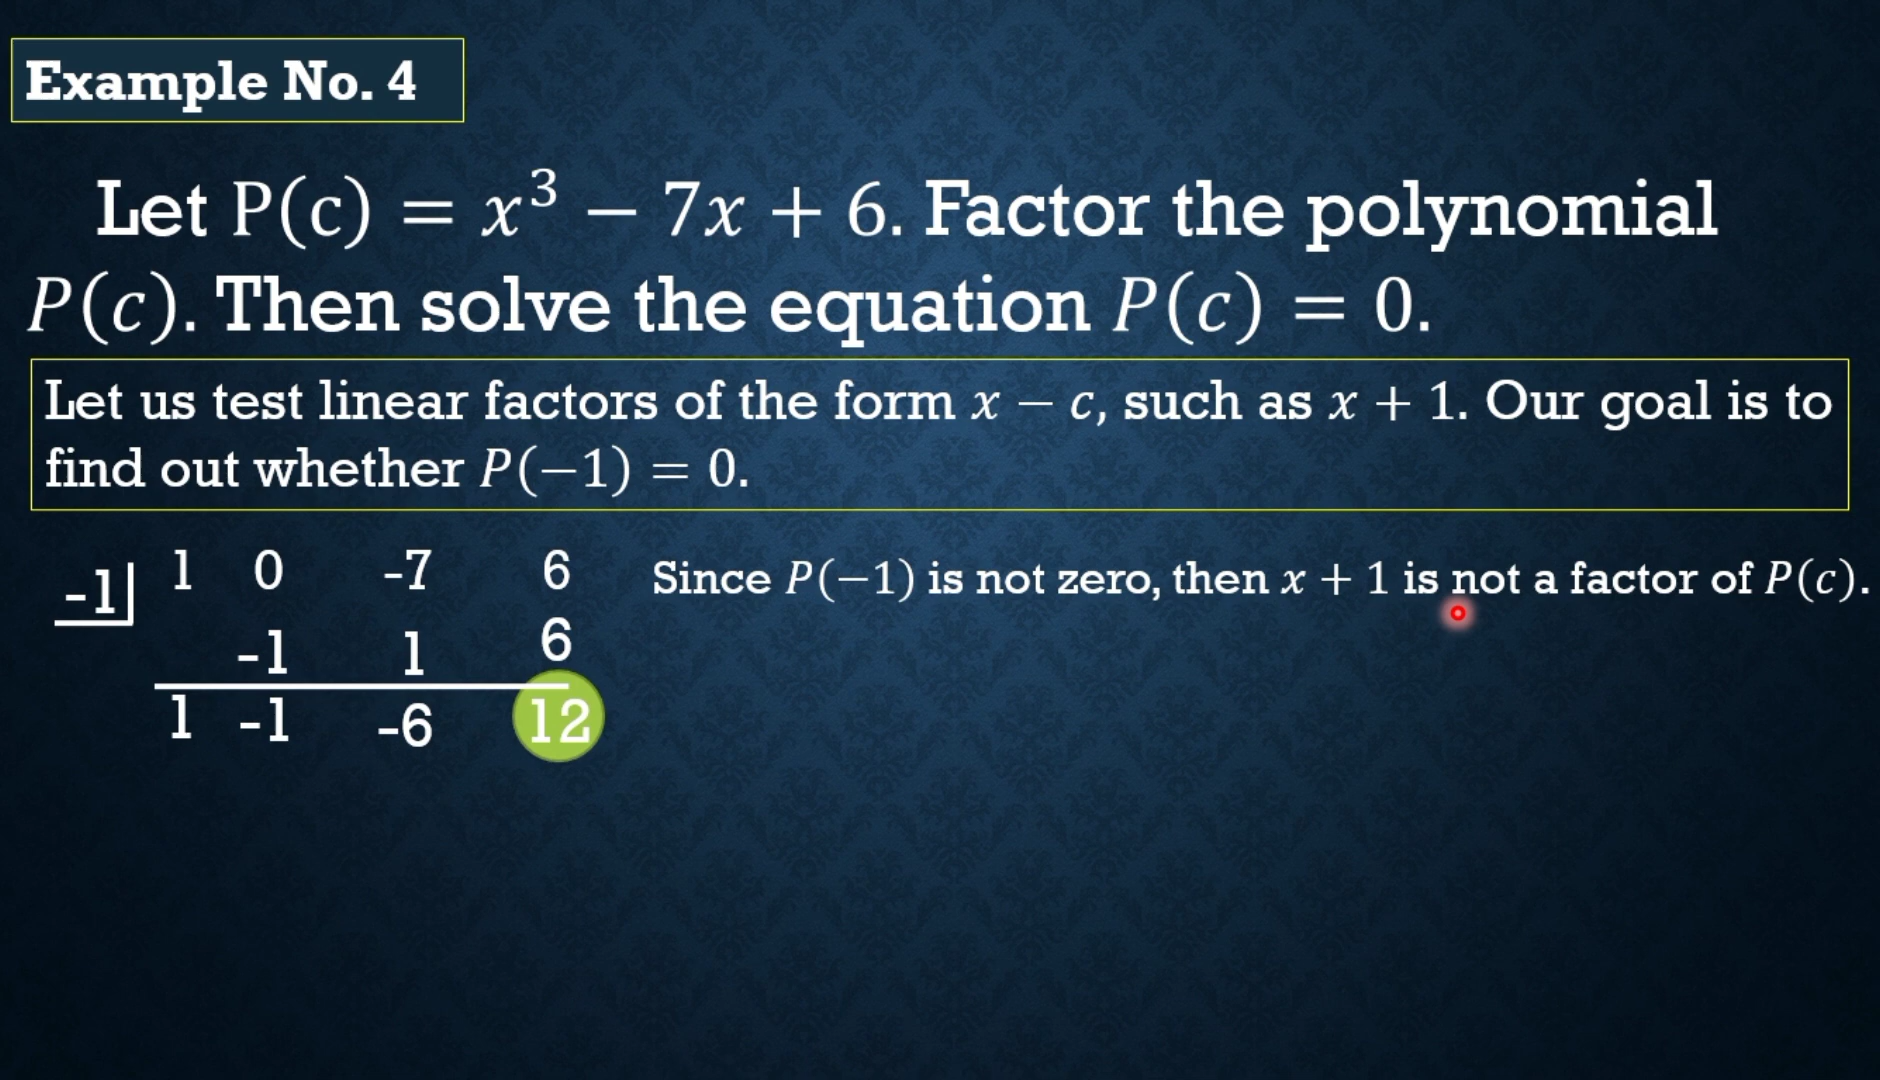 Example No. 4
Let P(c) = x³ − 7x + 6. Factor the polynomial
P(c). Then solve the equation P(c) = 0.
Let us test linear factors of the form x − c, such as x + 1. Our goal is to
find out whether P(−1) = 0.
-1 1 0 -7 6 Since P(−1) is not zero, then x + 1 is not a factor of P(c).
-1 1 6
1 -1 -6 12